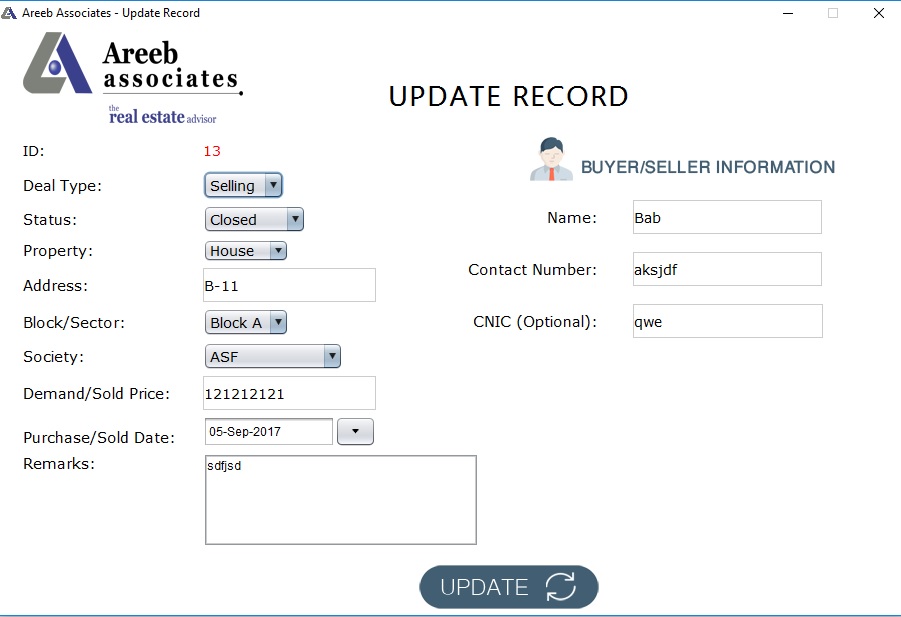 Areeb Associates - Update Record
Areeb
associates
the
real estate advisor
UPDATE RECORD
ID: 13
Deal Type: Selling
Status: Closed
Property: House
Address: B-11
Block/Sector: Block A
Society: ASF
Demand/Sold Price: 121212121
Purchase/Sold Date: 05-Sep-2017
Remarks: sdfjsd
BUYER/SELLER INFORMATION
Name: Bab
Contact Number: aksjdf
CNIC (Optional): qwe
UPDATE